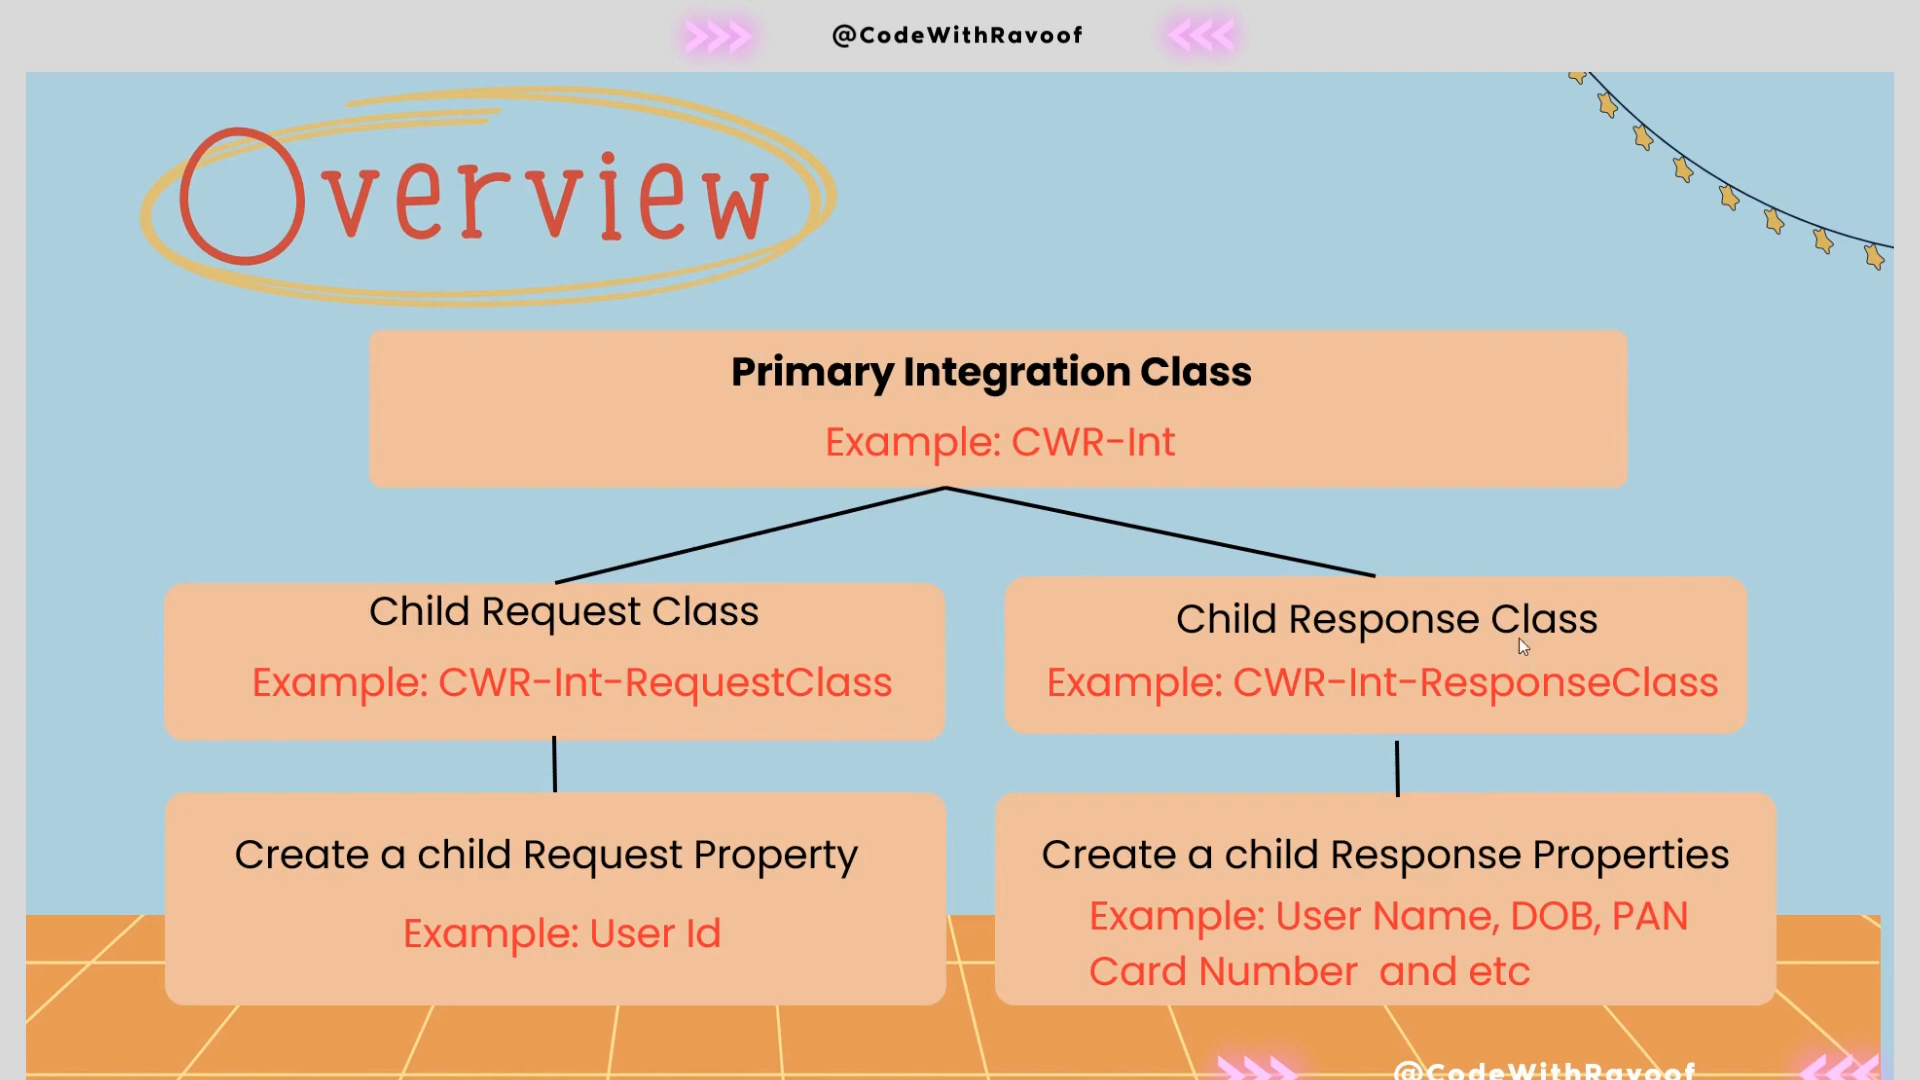 @CodeWithRavoof
Overview
Primary Integration Class
Example: CWR-Int
Child Request Class
Example: CWR-Int-RequestClass
Child Response Class
Example: CWR-Int-ResponseClass
Create a child Request Property
Example: User Id
Create a child Response Properties
Example: User Name, DOB, PAN
Card Number and etc
@CodeWithRavoof